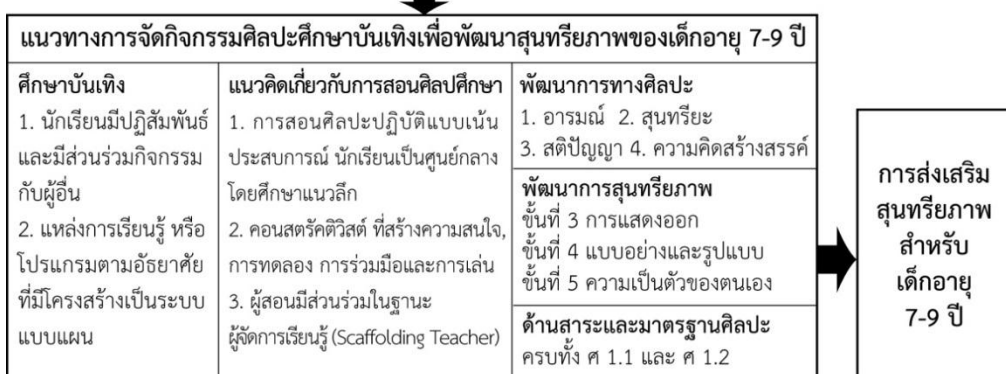 แนวทางการจัดกิจกรรมศิลปะศึกษาบันเทิงเพื่อพัฒนาสุนทรียภาพของเด็กอายุ 7-9 ปี
ศึกษาบันเทิง
1. นักเรียนมีปฏิสัมพันธ์
และมีส่วนร่วมกิจกรรม
กับผู้อื่น
2. แหล่งการเรียนรู้ หรือ
โปรแกรมตามอัธยาศัย
ที่มีโครงสร้างเป็นระบบ
แบบแผน
แนวคิดเกี่ยวกับการสอนศิลปศึกษา
1. การสอนศิลปะปฏิบัติแบบเน้น
ประสบการณ์ นักเรียนเป็นศูนย์กลาง
โดยศึกษาแนวลึก
2. คอนสตรัคติวิสต์ ที่สร้างความสนใจ,
การทดลอง การร่วมมือและการเล่น
3. ผู้สอนมีส่วนร่วมในฐานะ
ผู้จัดการเรียนรู้ (Scaffolding Teacher)
พัฒนาการทางศิลปะ
1. อารมณ์ 2. สุนทรียะ
3. สติปัญญา 4. ความคิดสร้างสรรค์
พัฒนาการสุนทรียภาพ
ขั้นที่ 3 การแสดงออก
ขั้นที่ 4 แบบอย่างและรูปแบบ
ขั้นที่ 5 ความเป็นตัวของตนเอง
ด้านสาระและมาตรฐานศิลปะ
ครบทั้ง ศ 1.1 และ ศ 1.2
การส่งเสริม
สุนทรียภาพ
สำหรับ
เด็กอายุ
7-9 ปี